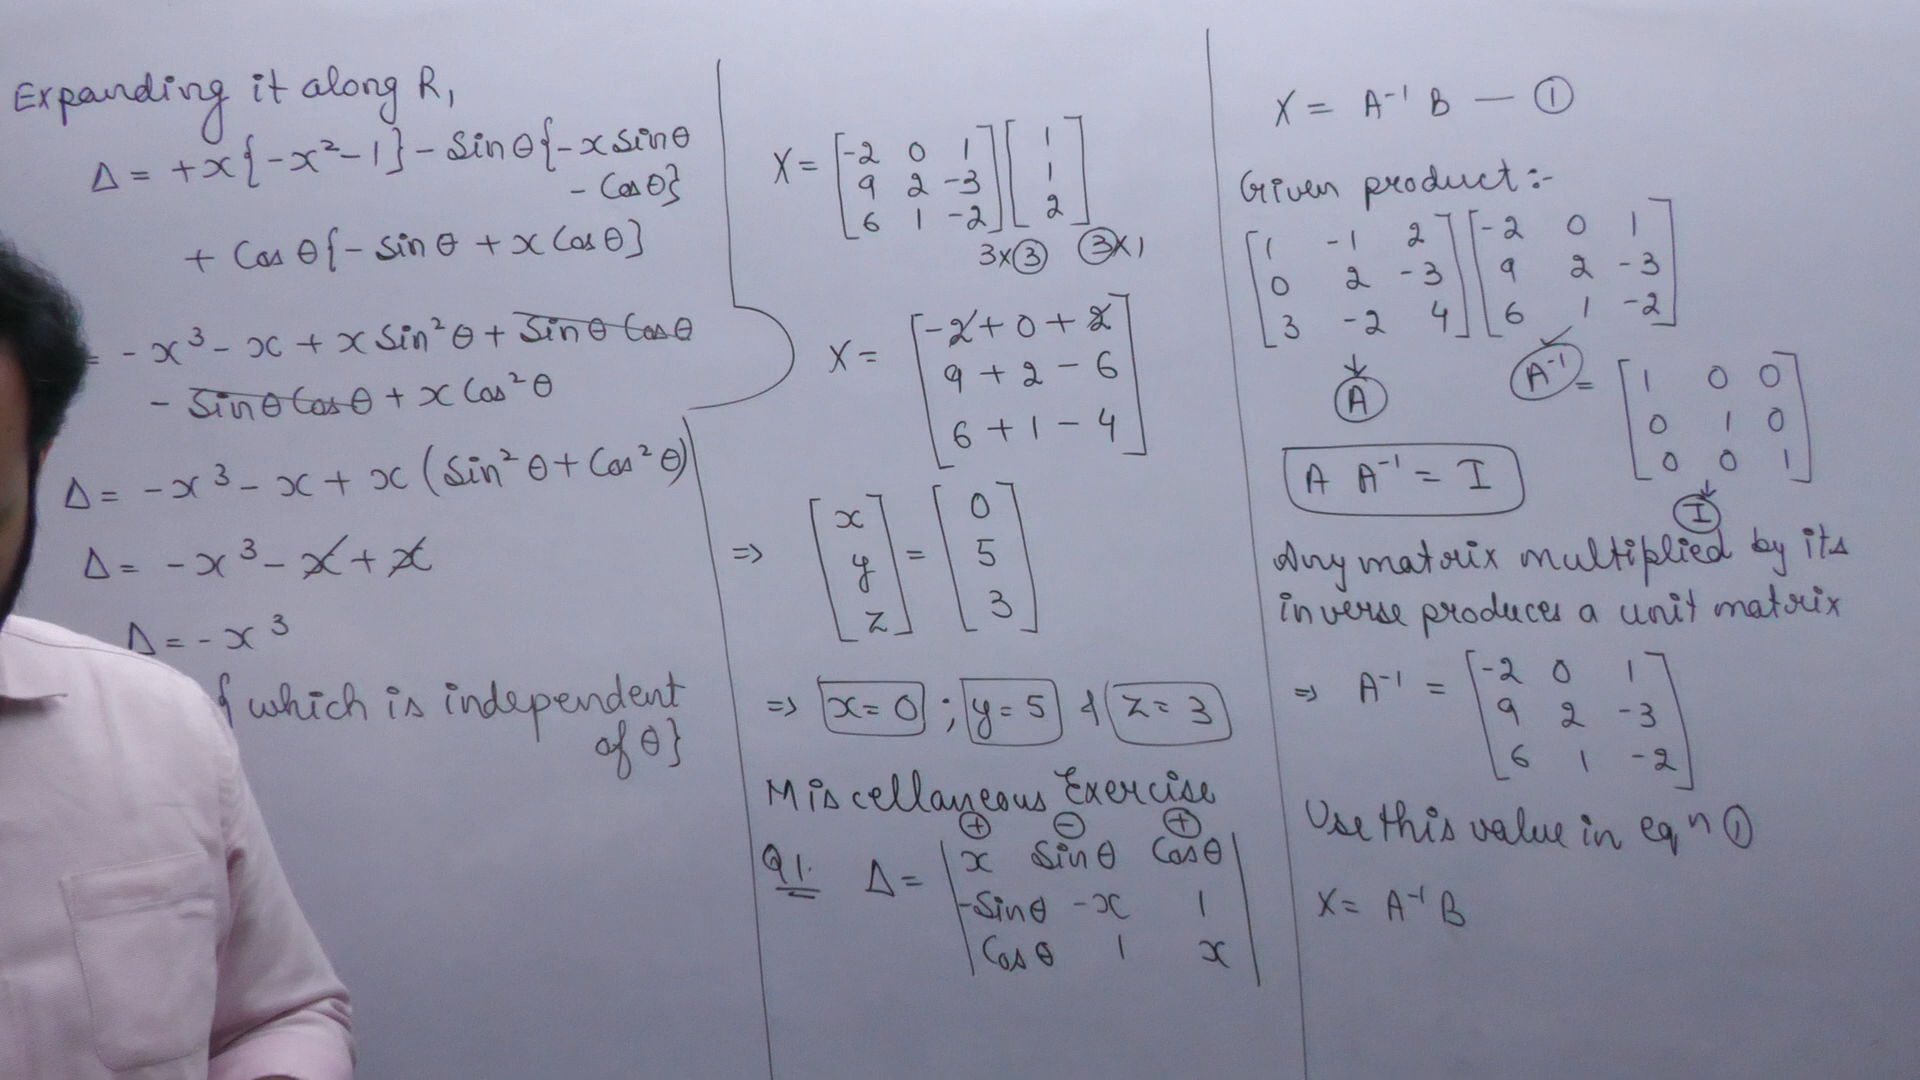 Expanding it along R₁
Δ = +x{-x²-1} - Sinθ{-x Sinθ
- Cosθ}
+ Cosθ{- Sinθ + x Cosθ}
= -x³ - x + x Sin²θ + Sinθ Cosθ
- Sinθ Cosθ + x Cos²θ
Δ = -x³ - x + x (Sin²θ + Cos²θ)
Δ = -x³ - x + x
Δ = -x³
{which is independent
of θ}
X = [-2 0 1] [1]
9 2 -3 1
6 1 -2 2
3×3 3×1
X = [-2 + 0 + 2]
9 + 2 - 6
6 + 1 - 4
⇒ [x] = [0]
y 5
z 3
⇒ x=0 ; y=5 & z=3
Miscellaneous Exercise
+ - +
Q1. Δ = | x Sinθ Cosθ |
-Sinθ -x 1
Cosθ 1 x
X = A⁻¹ B — ①
Given product:-
[1 -1 2] [-2 0 1]
0 2 -3 9 2 -3
3 -2 4 6 1 -2
A A⁻¹ = [1 0 0]
0 1 0
0 0 1
A A⁻¹ = I
I
Any matrix multiplied by its
inverse produces a unit matrix
⇒ A⁻¹ = [-2 0 1]
9 2 -3
6 1 -2
Use this value in eqⁿ ①
X = A⁻¹ B